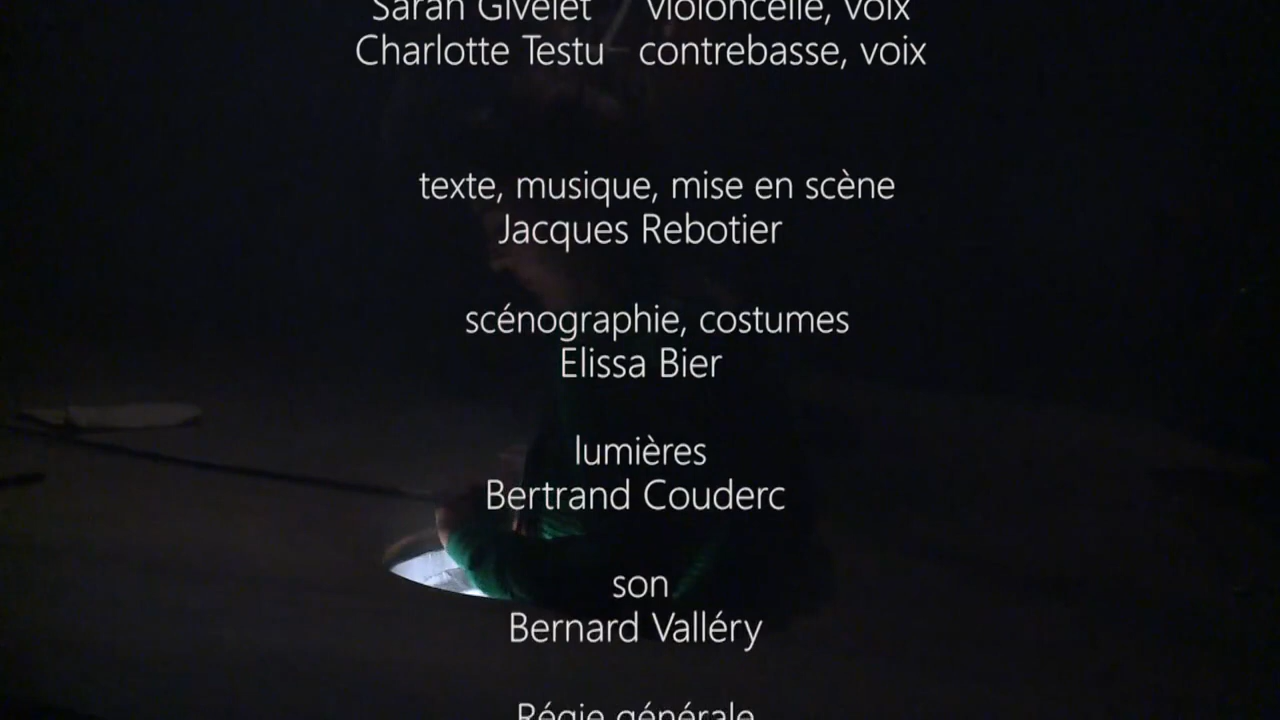 Sarah Givelet violoncelle, voix
Charlotte Testu contrebasse, voix
texte, musique, mise en scène
Jacques Rebotier
scénographie, costumes
Elissa Bier
lumières
Bertrand Couderc
son
Bernard Valléry
Régie générale